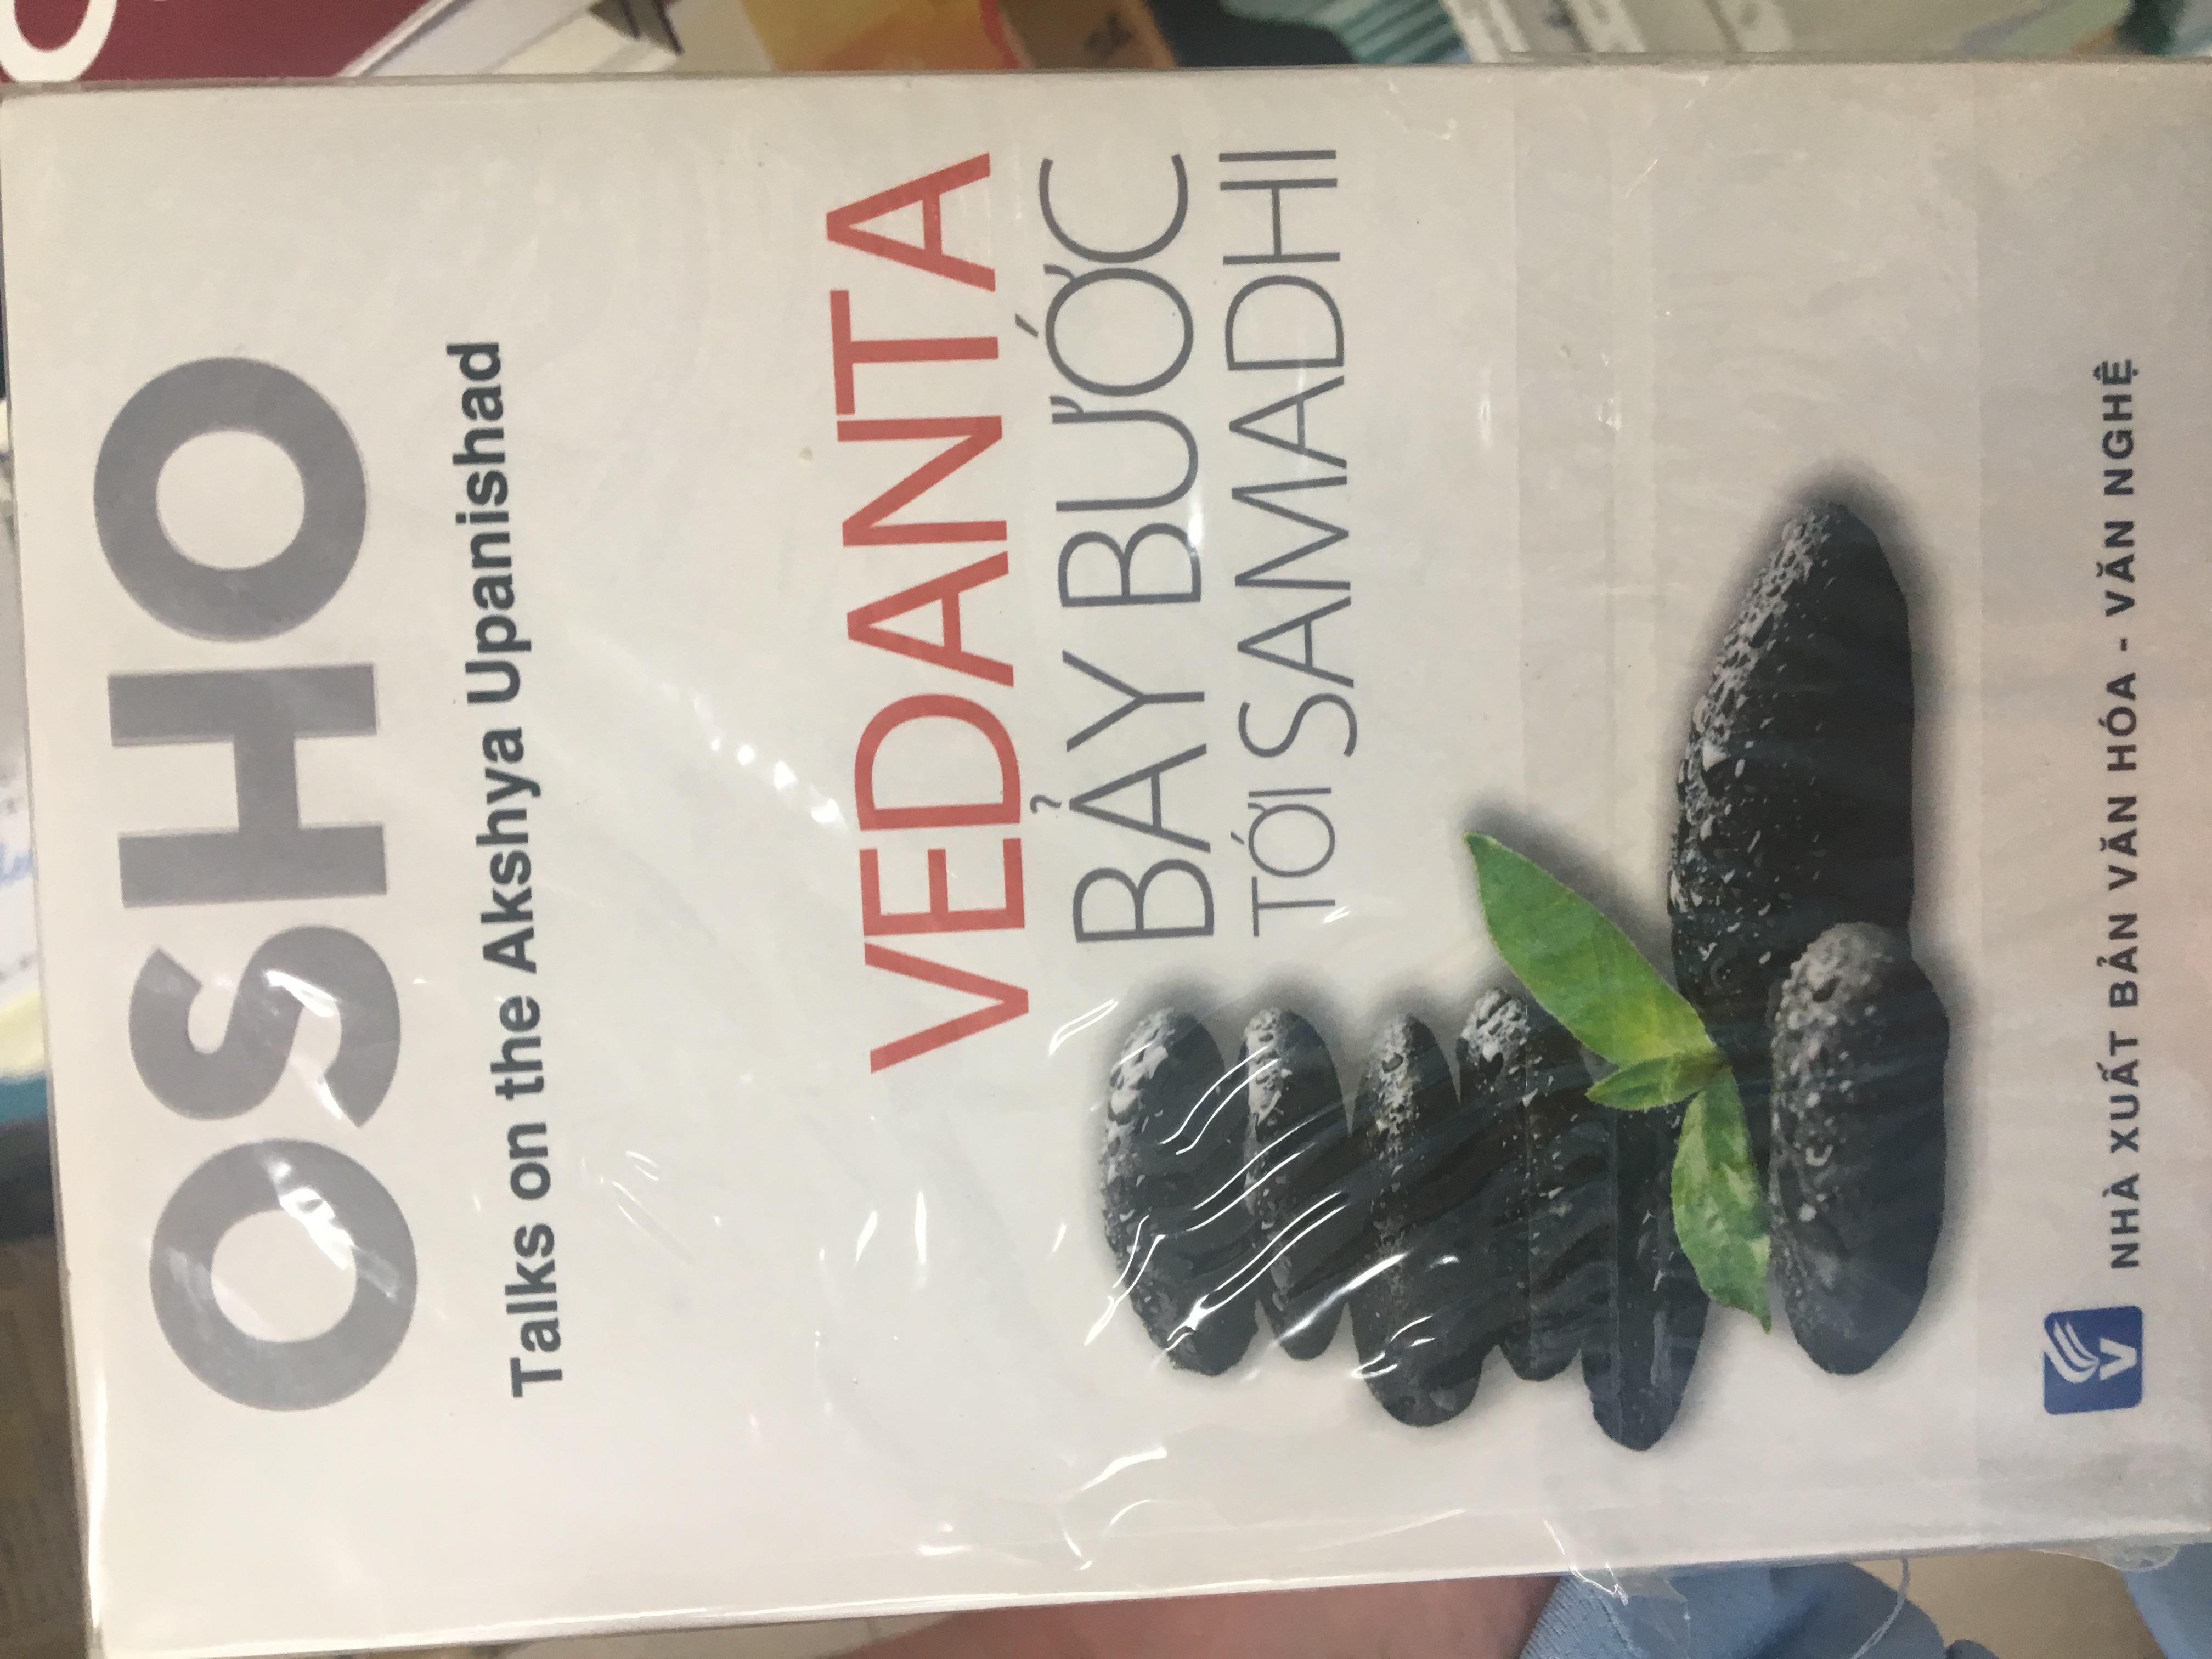 OSHO
Talks on the Akshya Upanishad
VEDANTA
BẢY BƯỚC
TỚI SAMADHI
V
NHÀ XUẤT BẢN VĂN HÓA - VĂN NGHỆ